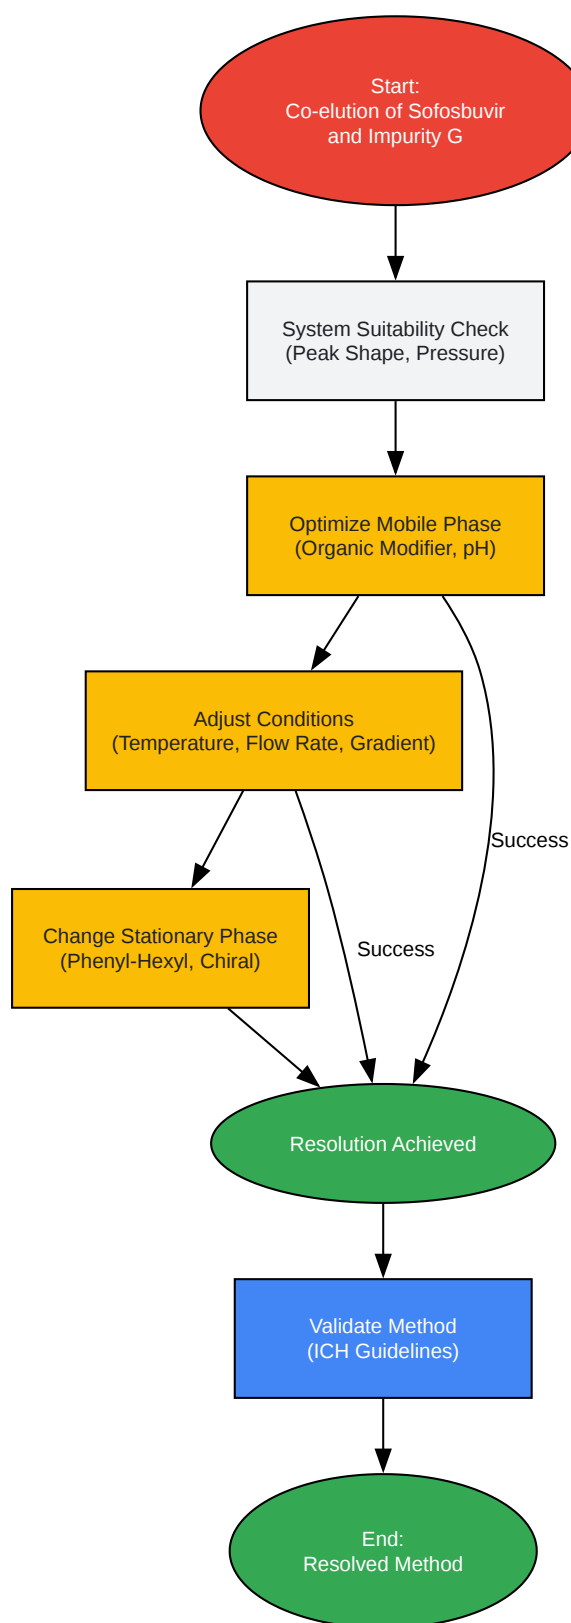 Start:
Co-elution of Sofosbuvir
and Impurity G
System Suitability Check
(Peak Shape, Pressure)
Optimize Mobile Phase
(Organic Modifier, pH)
Adjust Conditions
(Temperature, Flow Rate, Gradient)
Success
Change Stationary Phase
(Phenyl-Hexyl, Chiral)
Success
Resolution Achieved
Validate Method
(ICH Guidelines)
End:
Resolved Method